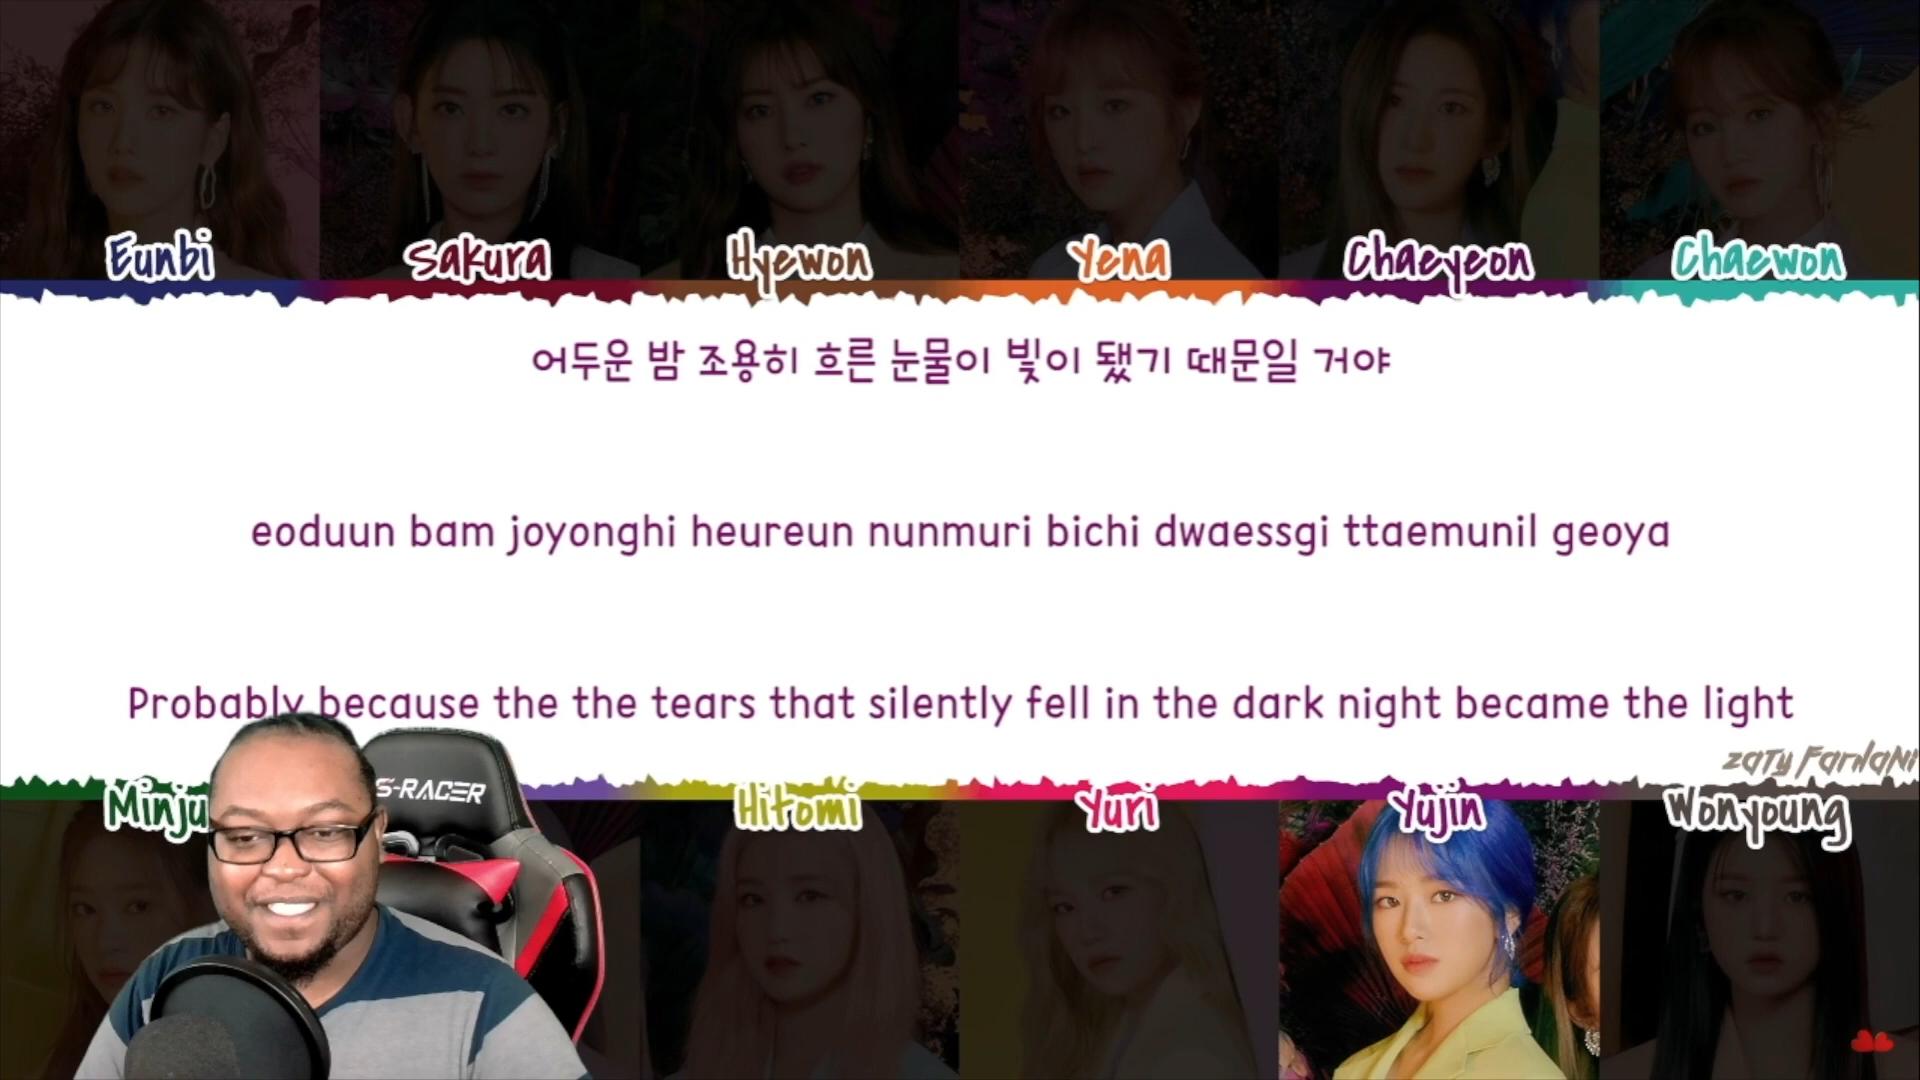 Eunbi Sakura Hyewon Yena Chaeyeon Chaewon
어두운 밤 조용히 흐른 눈물이 빛이 됐기 때문일 거야
eoduun bam joyonghi heureun nunmuri bichi dwaessgi ttaemunil geoya
Probably because the the tears that silently fell in the dark night became the light
zaty farhani
S-RACER
Minju Hitomi Yuri Yujin Wonyoung